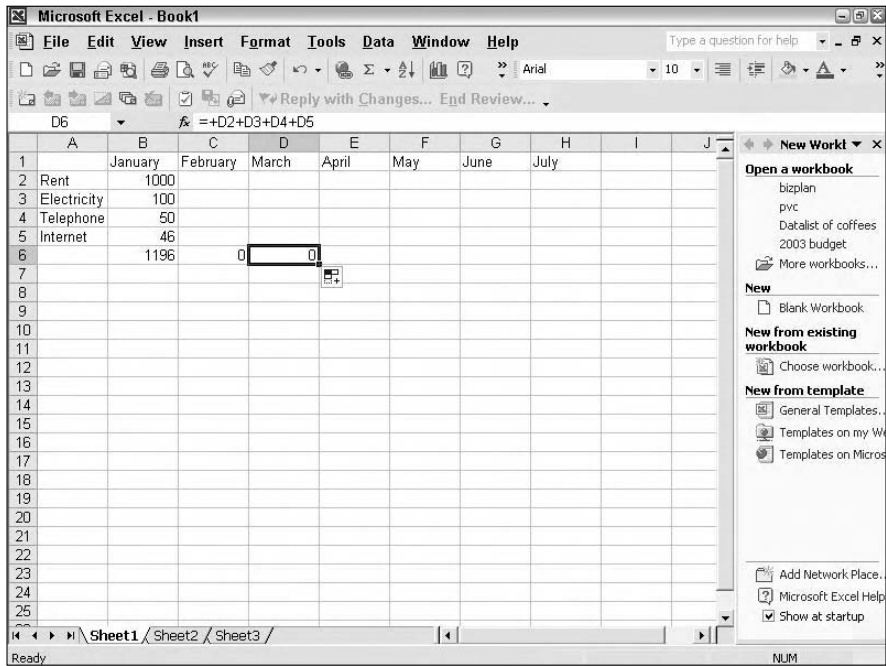 Microsoft Excel - Book1
File Edit View Insert Format Tools Data Window Help Type a question for help
Arial 10
Reply with Changes... End Review...
D6 fx =+D2+D3+D4+D5
A B C D E F G H I J
1 January February March April May June July
2 Rent 1000
3 Electricity 100
4 Telephone 50
5 Internet 46
6 1196 0 0
7
8
9
10
11
12
13
14
15
16
17
18
19
20
21
22
23
24
25
New Workb
Open a workbook
bizplan
pvc
Datalist of coffees
2003 budget
More workbooks...
New
Blank Workbook
New from existing
workbook
Choose workbook...
New from template
General Templates..
Templates on my We
Templates on Micros
Add Network Place..
Microsoft Excel Help
Show at startup
Sheet1 Sheet2 Sheet3
Ready NUM